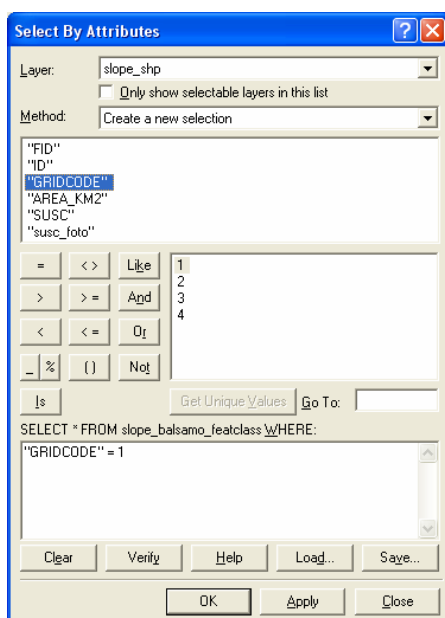 Select By Attributes
Layer: slope_shp
Only show selectable layers in this list
Method: Create a new selection
"FID"
"ID"
"GRIDCODE"
"AREA_KM2"
"SUSC"
"susc_foto"
= < > Like
> > = And
< < = Or
_ % ( ) Not
Is
1
2
3
4
Get Unique Values Go To:
SELECT * FROM slope_balsamo_featclass WHERE:
"GRIDCODE" = 1
Clear Verify Help Load... Save...
OK Apply Close